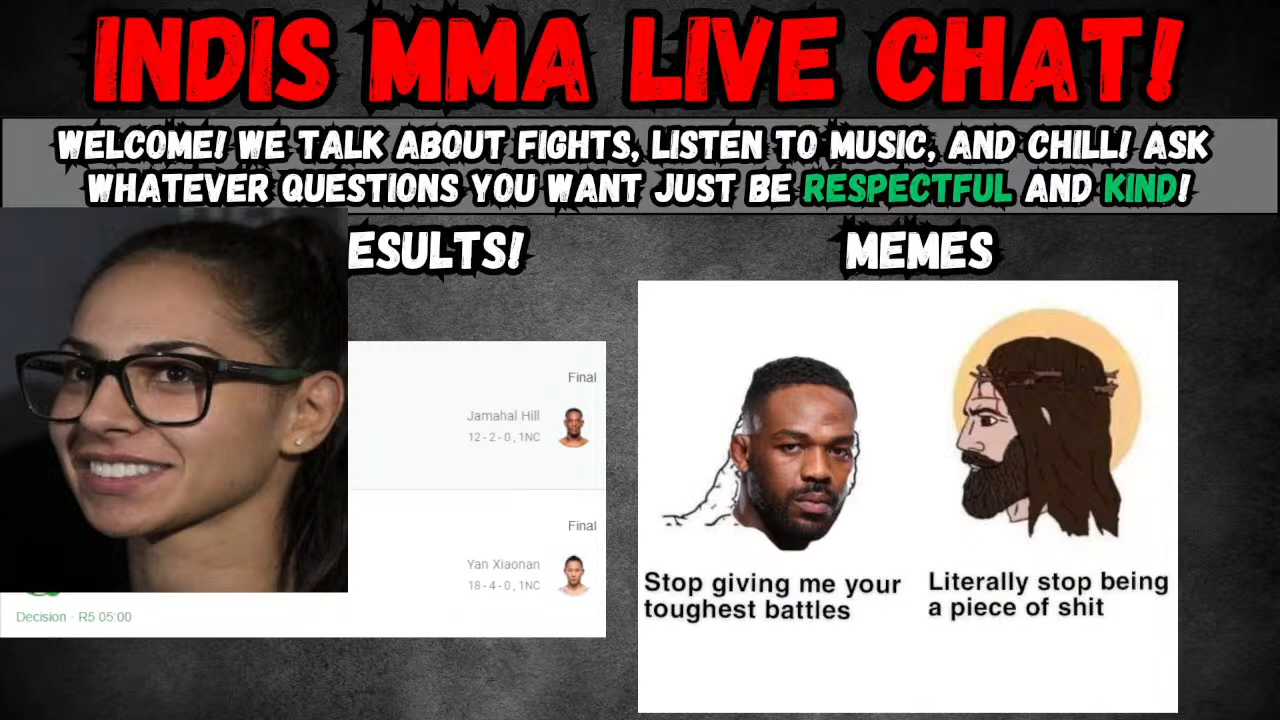 INDIS MMA LIVE CHAT!
WELCOME! WE TALK ABOUT FIGHTS, LISTEN TO MUSIC, AND CHILL! ASK
WHATEVER QUESTIONS YOU WANT JUST BE RESPECTFUL AND KIND!
ESULTS!
MEMES
Final
Jamahal Hill
12-2-0, 1NC
Final
Yan Xiaonan
18-4-0, 1NC
Decision · R5 05:00
Stop giving me your
toughest battles
Literally stop being
a piece of shit